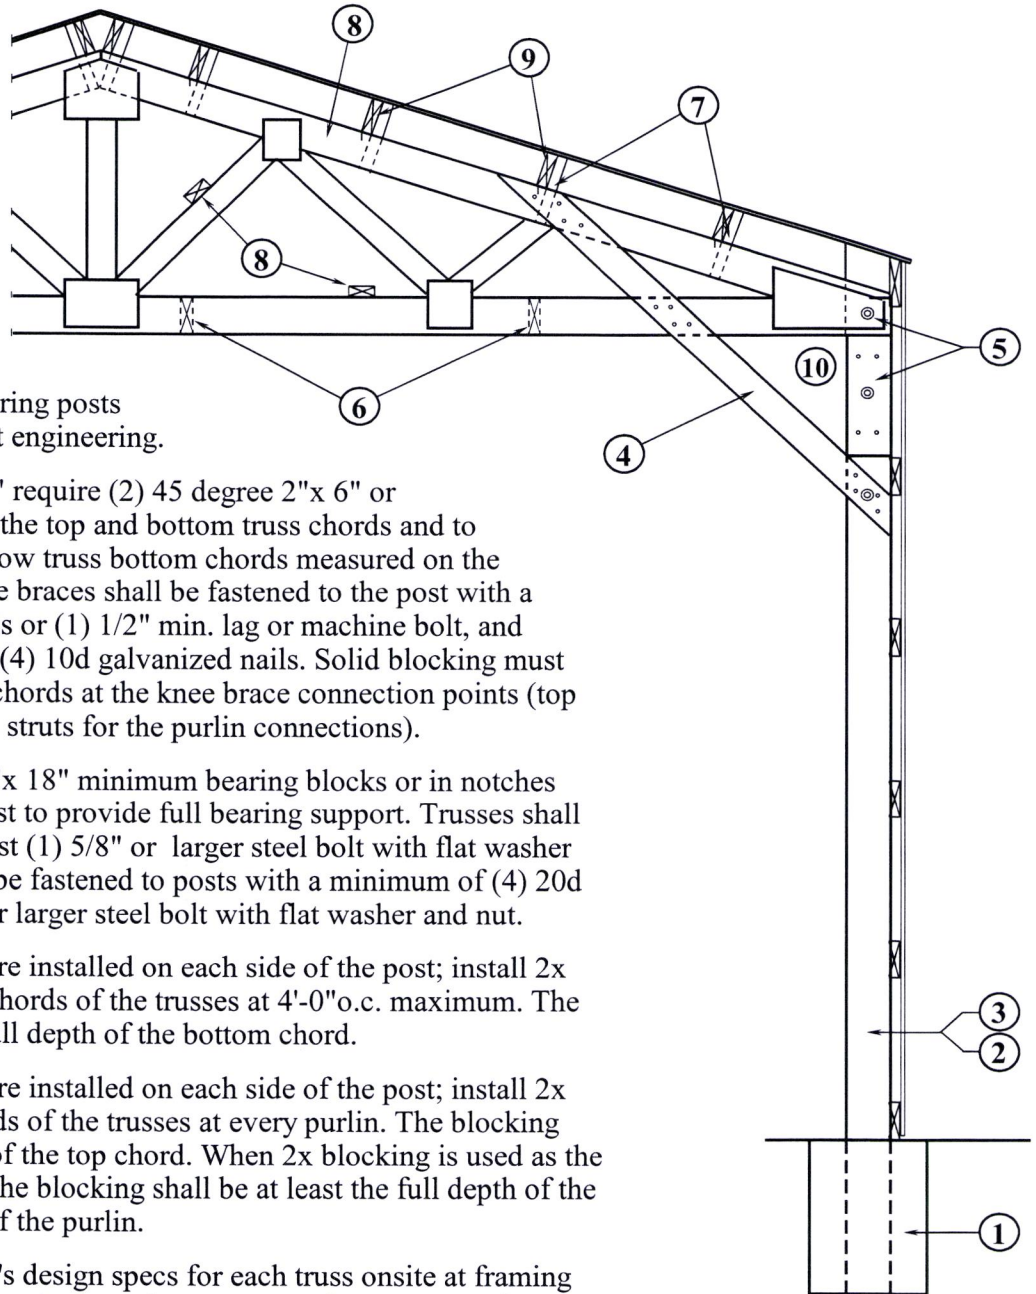 8
9
7
8
5
10
6
4
ring posts
t engineering.
" require (2) 45 degree 2"x 6" or
the top and bottom truss chords and to
ow truss bottom chords measured on the
e braces shall be fastened to the post with a
s or (1) 1/2" min. lag or machine bolt, and
(4) 10d galvanized nails. Solid blocking must
chords at the knee brace connection points (top
struts for the purlin connections).
x 18" minimum bearing blocks or in notches
st to provide full bearing support. Trusses shall
st (1) 5/8" or larger steel bolt with flat washer
be fastened to posts with a minimum of (4) 20d
r larger steel bolt with flat washer and nut.
re installed on each side of the post; install 2x
hords of the trusses at 4'-0"o.c. maximum. The
ll depth of the bottom chord.
3
2
re installed on each side of the post; install 2x
ds of the trusses at every purlin. The blocking
of the top chord. When 2x blocking is used as the
he blocking shall be at least the full depth of the
f the purlin.
1
's design specs for each truss onsite at framing